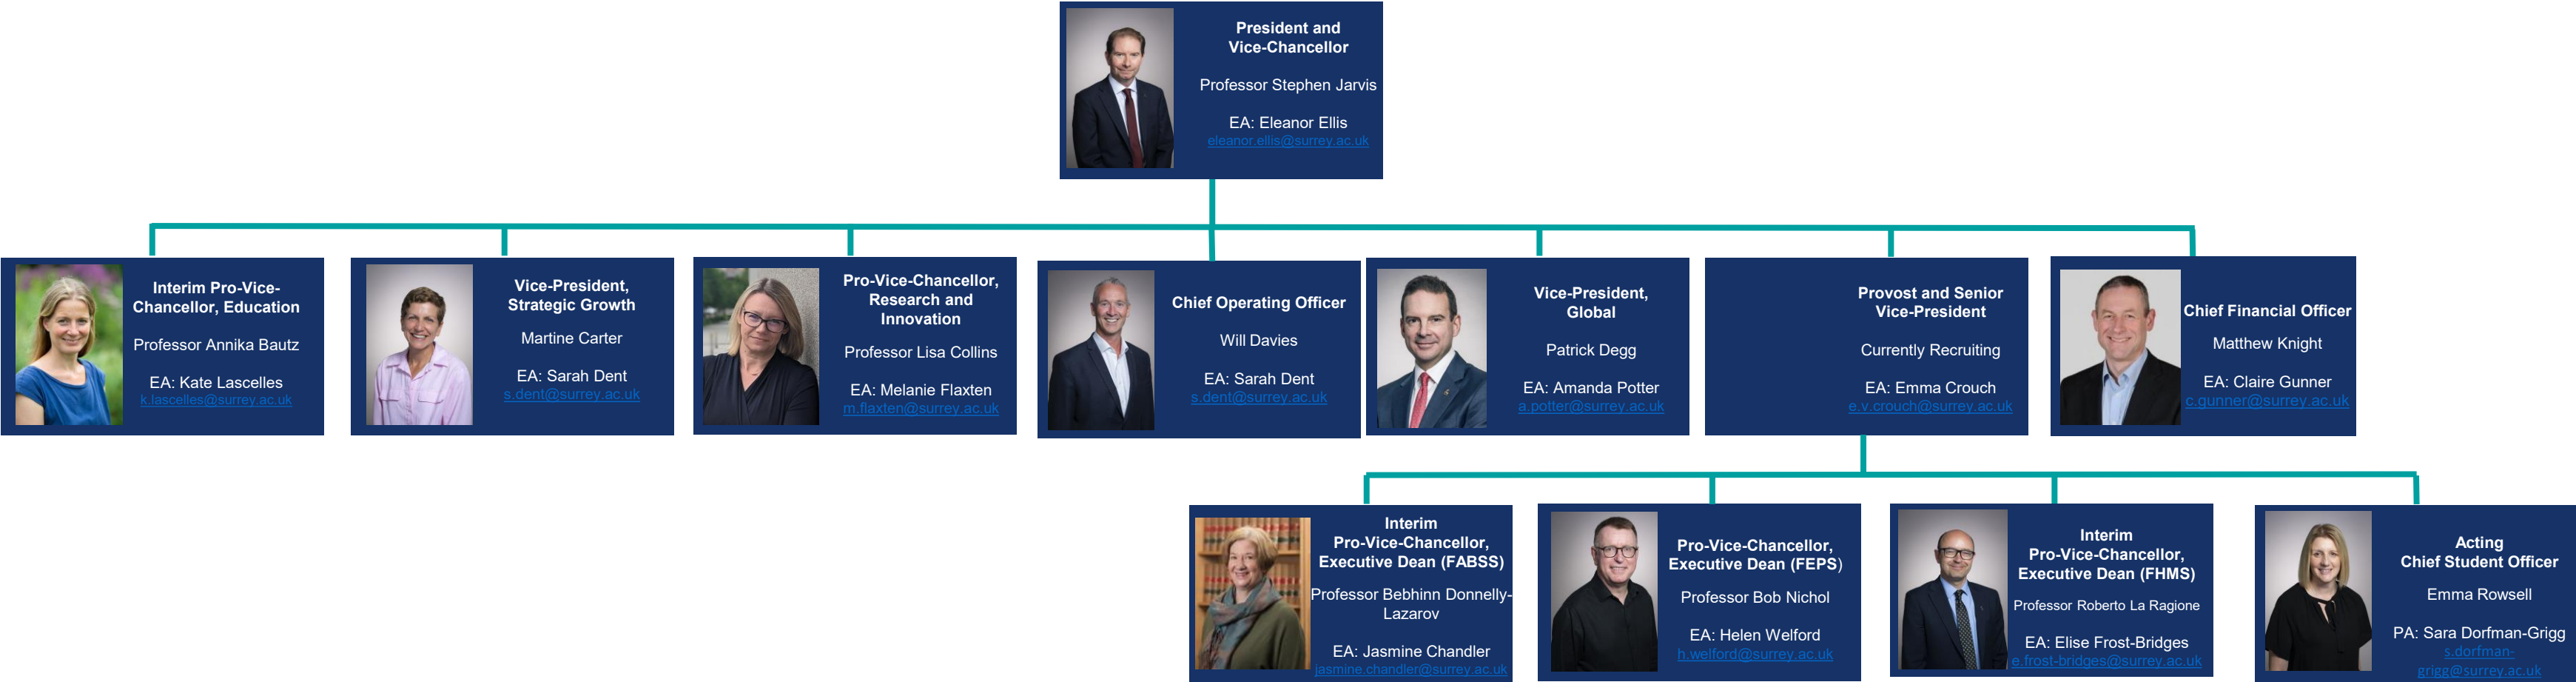 President and
Vice-Chancellor
Professor Stephen Jarvis
EA: Eleanor Ellis
eleanor.ellis@surrey.ac.uk
Interim Pro-Vice-
Chancellor, Education
Professor Annika Bautz
EA: Kate Lascelles
k.lascelles@surrey.ac.uk
Vice-President,
Strategic Growth
Martine Carter
EA: Sarah Dent
s.dent@surrey.ac.uk
Pro-Vice-Chancellor,
Research and
Innovation
Professor Lisa Collins
EA: Melanie Flaxten
m.flaxten@surrey.ac.uk
Chief Operating Officer
Will Davies
EA: Sarah Dent
s.dent@surrey.ac.uk
Vice-President,
Global
Patrick Degg
EA: Amanda Potter
a.potter@surrey.ac.uk
Provost and Senior
Vice-President
Currently Recruiting
EA: Emma Crouch
e.v.crouch@surrey.ac.uk
Chief Financial Officer
Matthew Knight
EA: Claire Gunner
c.gunner@surrey.ac.uk
Interim
Pro-Vice-Chancellor,
Executive Dean (FABSS)
Professor Bebhinn Donnelly-
Lazarov
EA: Jasmine Chandler
jasmine.chandler@surrey.ac.uk
Pro-Vice-Chancellor,
Executive Dean (FEPS)
Professor Bob Nichol
EA: Helen Welford
h.welford@surrey.ac.uk
Interim
Pro-Vice-Chancellor,
Executive Dean (FHMS)
Professor Roberto La Ragione
EA: Elise Frost-Bridges
e.frost-bridges@surrey.ac.uk
Acting
Chief Student Officer
Emma Rowsell
PA: Sara Dorfman-Grigg
s.dorfman-
grigg@surrey.ac.uk